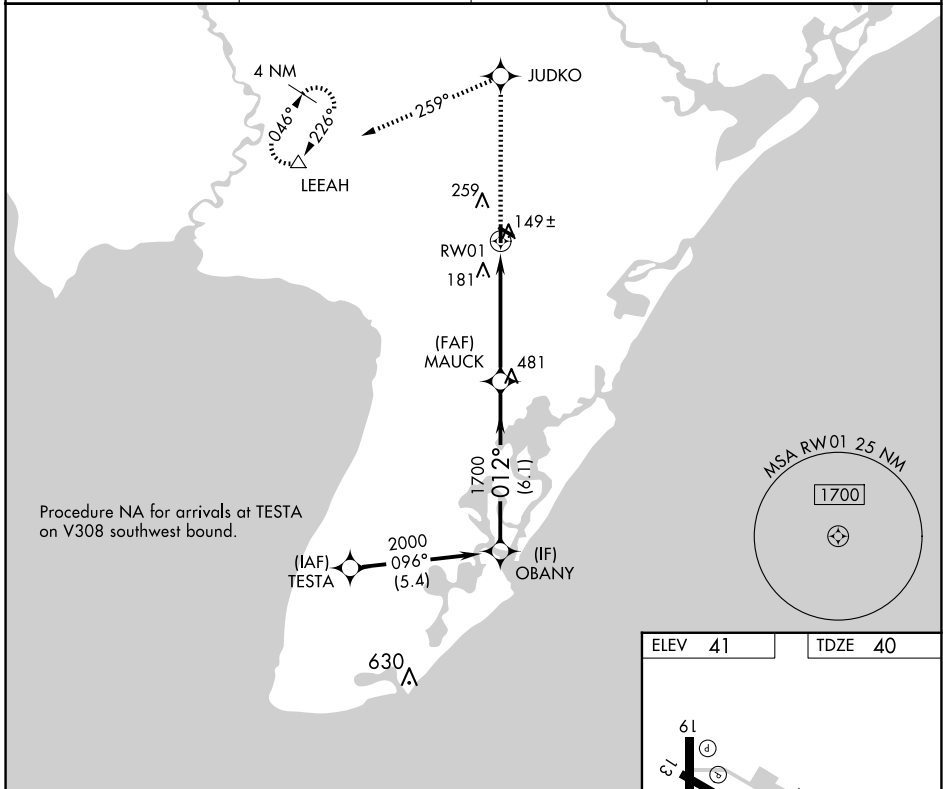 4 NM
046°
226°
LEEAH
259°
JUDKO
259
149±
RW01
181
(FAF)
MAUCK
481
1700
012°
(6.1)
MSA RW01 25 NM
1700
Procedure NA for arrivals at TESTA
on V308 southwest bound.
(IAF)
TESTA
2000
096°
(5.4)
(IF)
OBANY
630
ELEV 41
TDZE 40
19
P
13
P